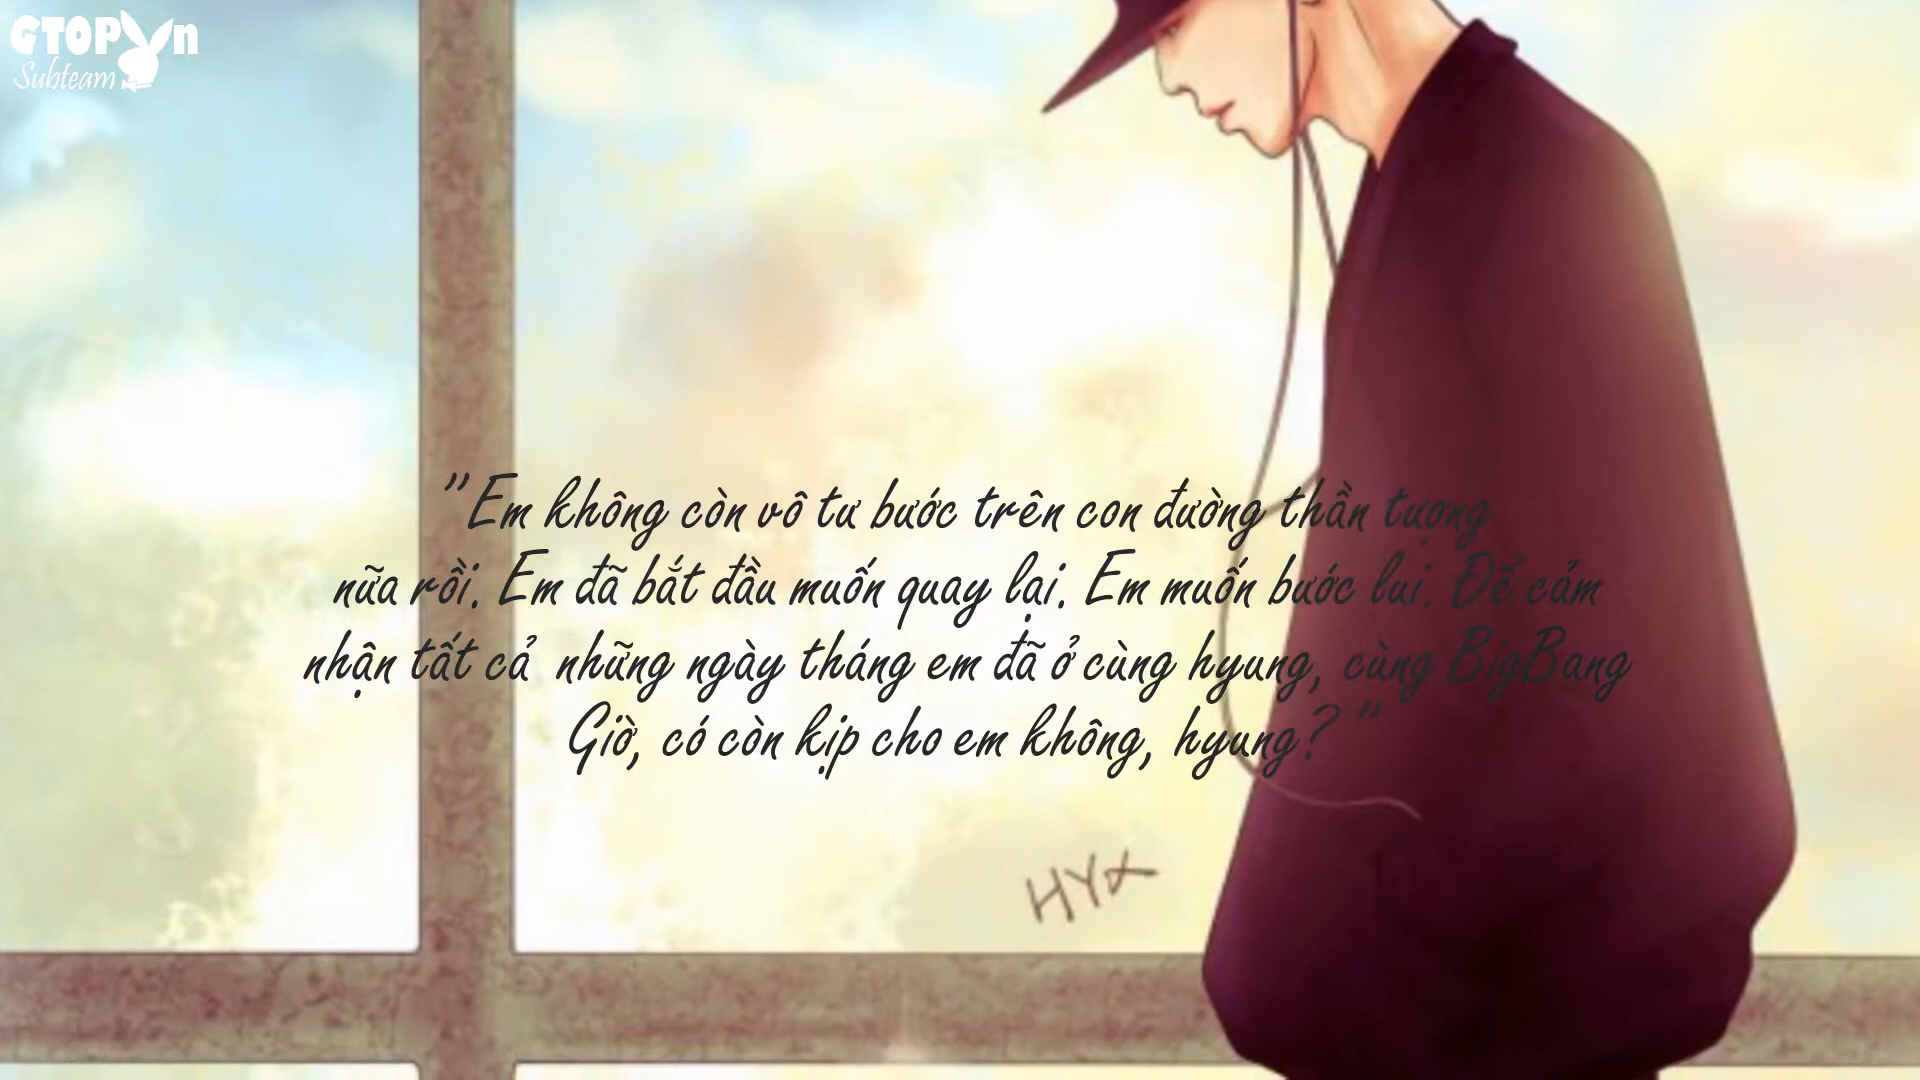 GTOPVn
Subteam
" Em không còn vô tư bước trên con đường thần tượng
nữa rồi. Em đã bắt đầu muốn quay lại. Em muốn bước lui. Để cảm
nhận tất cả những ngày tháng em đã ở cùng hyung, cùng BigBang
Giờ, có còn kịp cho em không, hyung? "
HYX